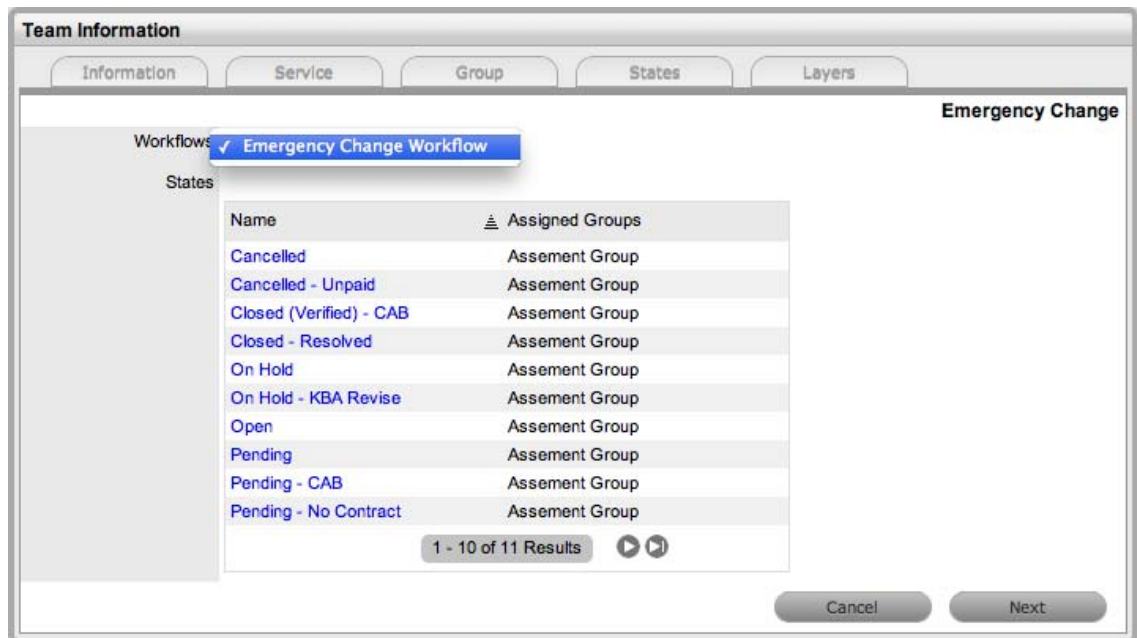 Team Information
Information Service Group States Layers
Emergency Change
Workflows ✓ Emergency Change Workflow
States
Name Assigned Groups
Cancelled Assement Group
Cancelled - Unpaid Assement Group
Closed (Verified) - CAB Assement Group
Closed - Resolved Assement Group
On Hold Assement Group
On Hold - KBA Revise Assement Group
Open Assement Group
Pending Assement Group
Pending - CAB Assement Group
Pending - No Contract Assement Group
1 - 10 of 11 Results
Cancel Next